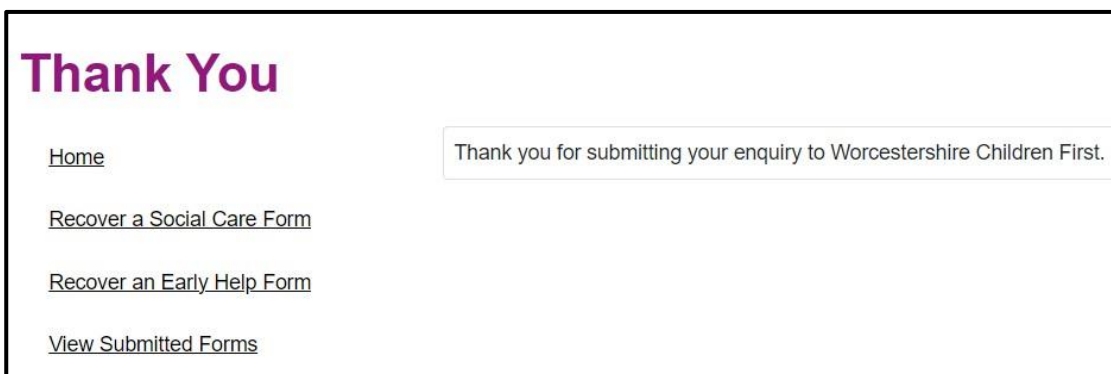 Thank You
Home
Thank you for submitting your enquiry to Worcestershire Children First.
Recover a Social Care Form
Recover an Early Help Form
View Submitted Forms